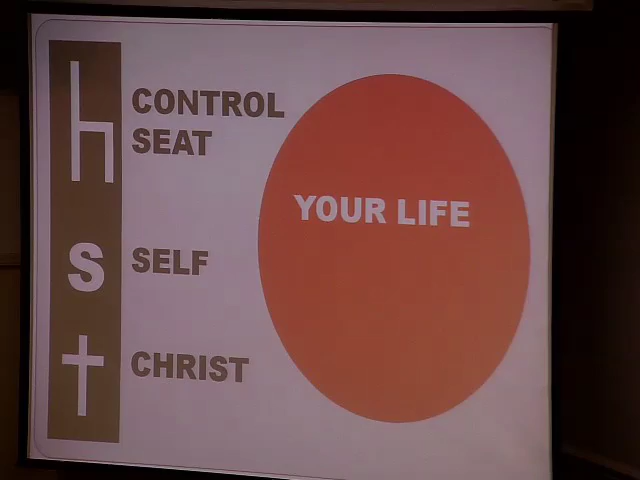 h
CONTROL
SEAT
s
SELF
t
CHRIST
YOUR LIFE